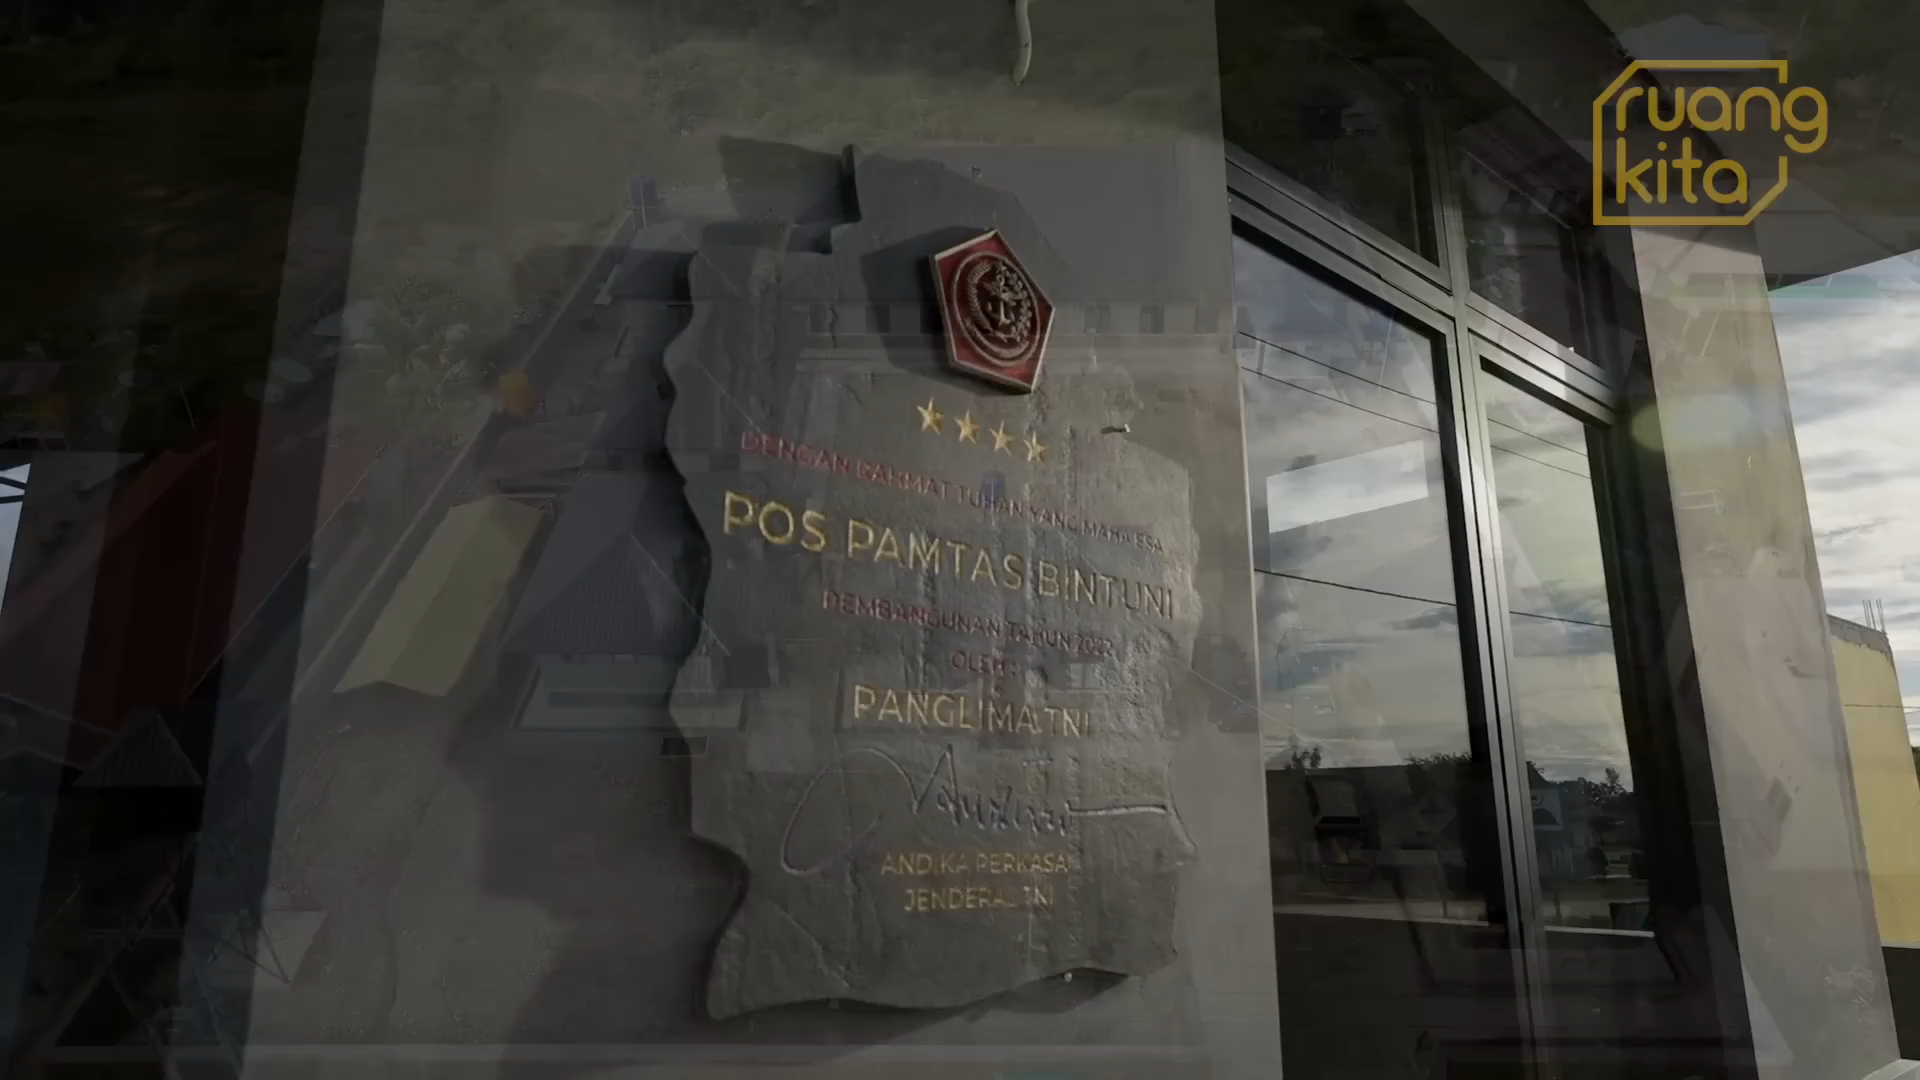 ruang
kita
DENGAN RAHMAT TUHAN YANG MAHA ESA
POS PAMTAS BINTUNI
PEMBANGUNAN TAHUN 2022
OLEH :
PANGLIMA TNI
ANDIKA PERKASA
JENDERAL TNI